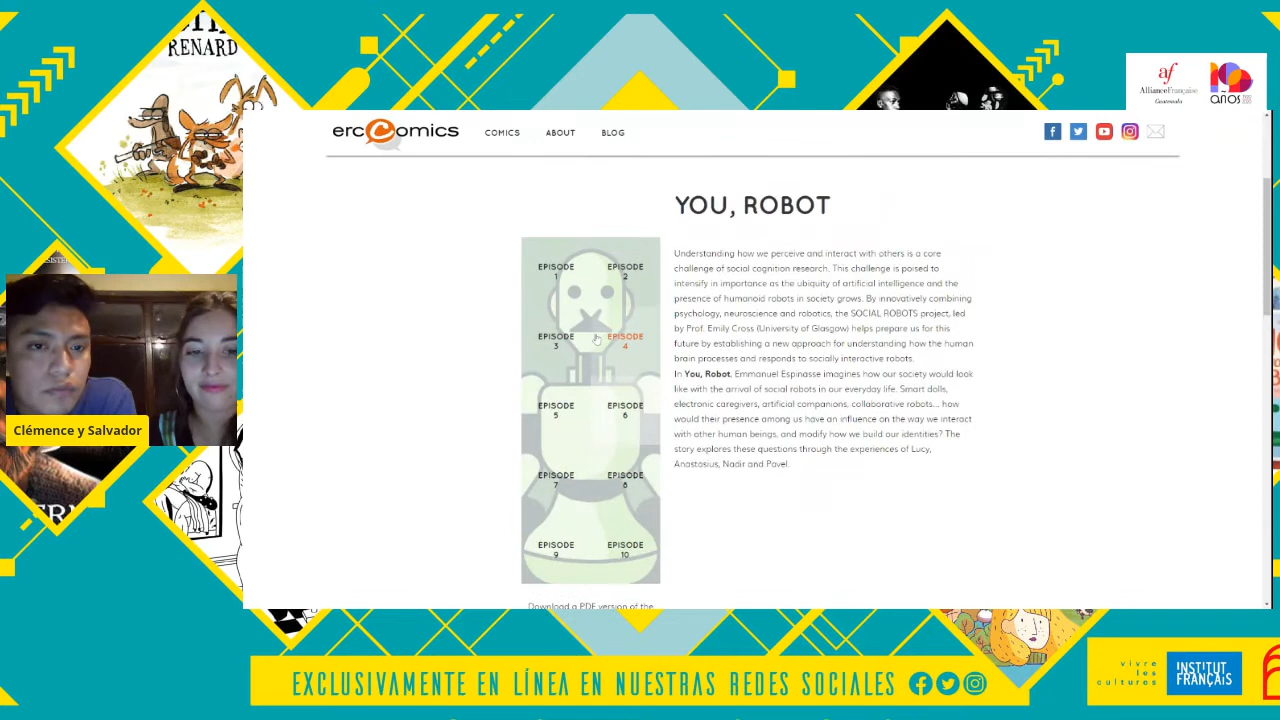 RENARD
af
AllianceFrançaise
Guatemala
AÑOS
ercComics
COMICS
ABOUT
BLOG
YOU, ROBOT
EPISODE
1
EPISODE
2
EPISODE
3
EPISODE
4
EPISODE
5
EPISODE
6
EPISODE
7
EPISODE
8
EPISODE
9
EPISODE
10
Understanding how we perceive and interact with others is a core
challenge of social cognition research. This challenge is poised to
intensify in importance as the ubiquity of artificial intelligence and the
presence of humanoid robots in society grows. By innovatively combining
psychology, neuroscience and robotics, the SOCIAL ROBOTS project, led
by Prof. Emily Cross (University of Glasgow) helps prepare us for this
future by establishing a new approach for understanding how the human
brain processes and responds to socially interactive robots.
In You, Robot, Emmanuel Espinasse imagines how our society would look
like with the arrival of social robots in our everyday life. Smart dolls,
electronic caregivers, artificial companions, collaborative robots... how
would their presence among us have an influence on the way we interact
with other human beings, and modify how we build our identities? The
story explores these questions through the experiences of Lucy,
Anastasius, Nadir and Pavel.
Download a PDF version of the
Clémence y Salvador
EXCLUSIVAMENTE EN LÍNEA EN NUESTRAS REDES SOCIALES
vivre
les
cultures
INSTITUT
FRANÇAIS